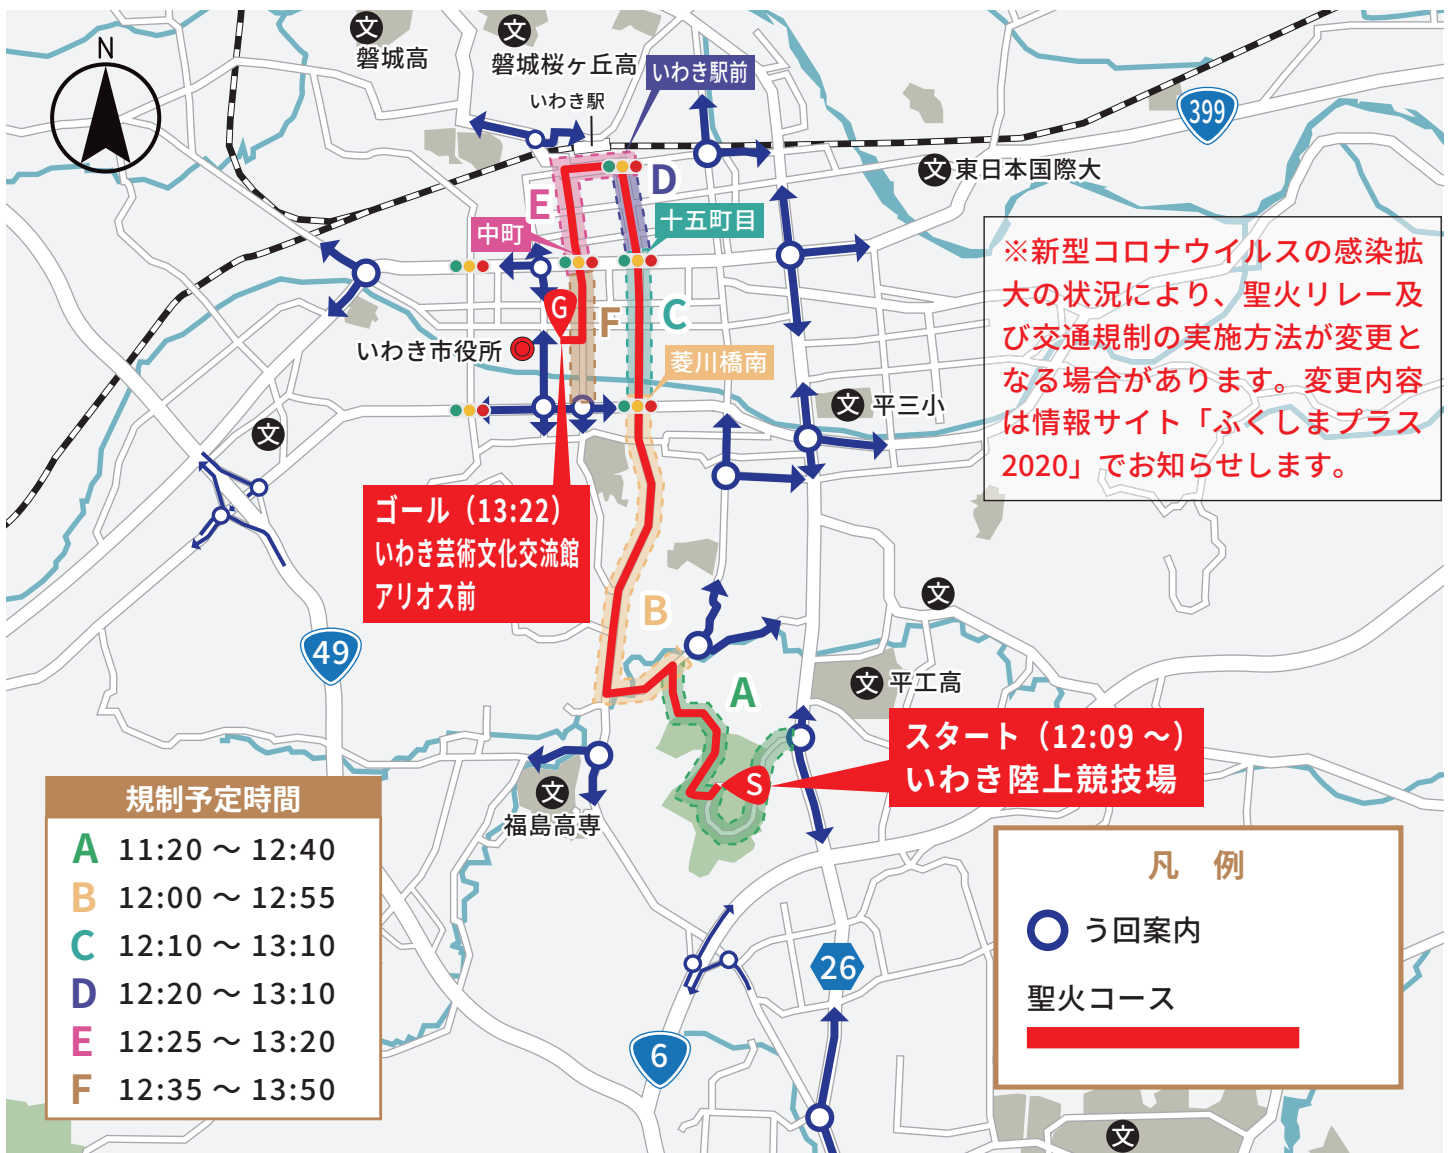 文
磐城高
文
磐城桜ヶ丘高
いわき駅前
N
いわき駅
399
文
東日本国際大
D
E
中町
十五町目
※新型コロナウイルスの感染拡
大の状況により、聖火リレー及
び交通規制の実施方法が変更と
なる場合があります。変更内容
は情報サイト「ふくしまプラス
2020」でお知らせします。
G
F
C
いわき市役所
菱川橋南
文
平三小
文
ゴール（13:22）
いわき芸術文化交流館
アリオス前
B
文
49
A
文
平工高
スタート（12:09 ～）
いわき陸上競技場
S
文
福島高専
規制予定時間
A 11:20 ～ 12:40
B 12:00 ～ 12:55
C 12:10 ～ 13:10
D 12:20 ～ 13:10
E 12:25 ～ 13:20
F 12:35 ～ 13:50
凡　例
う回案内
聖火コース
26
6
文